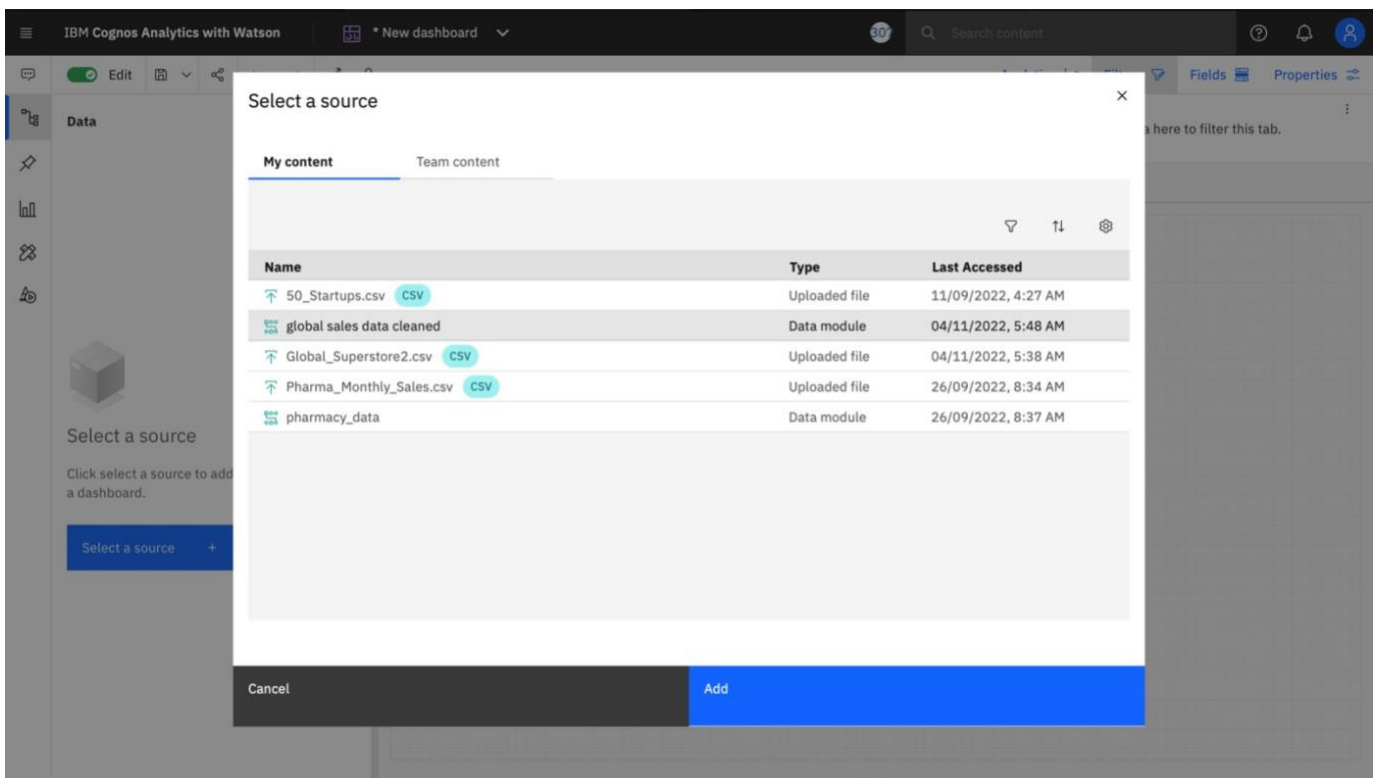 IBM Cognos Analytics with Watson
* New dashboard
30
Search content
Edit
Fields
Properties
Data
here to filter this tab.
Select a source
My content
Team content
Name Type Last Accessed
50_Startups.csv CSV Uploaded file 11/09/2022, 4:27 AM
global sales data cleaned Data module 04/11/2022, 5:48 AM
Global_Superstore2.csv CSV Uploaded file 04/11/2022, 5:38 AM
Pharma_Monthly_Sales.csv CSV Uploaded file 26/09/2022, 8:34 AM
pharmacy_data Data module 26/09/2022, 8:37 AM
Select a source
Click select a source to add
a dashboard.
Select a source +
Cancel
Add